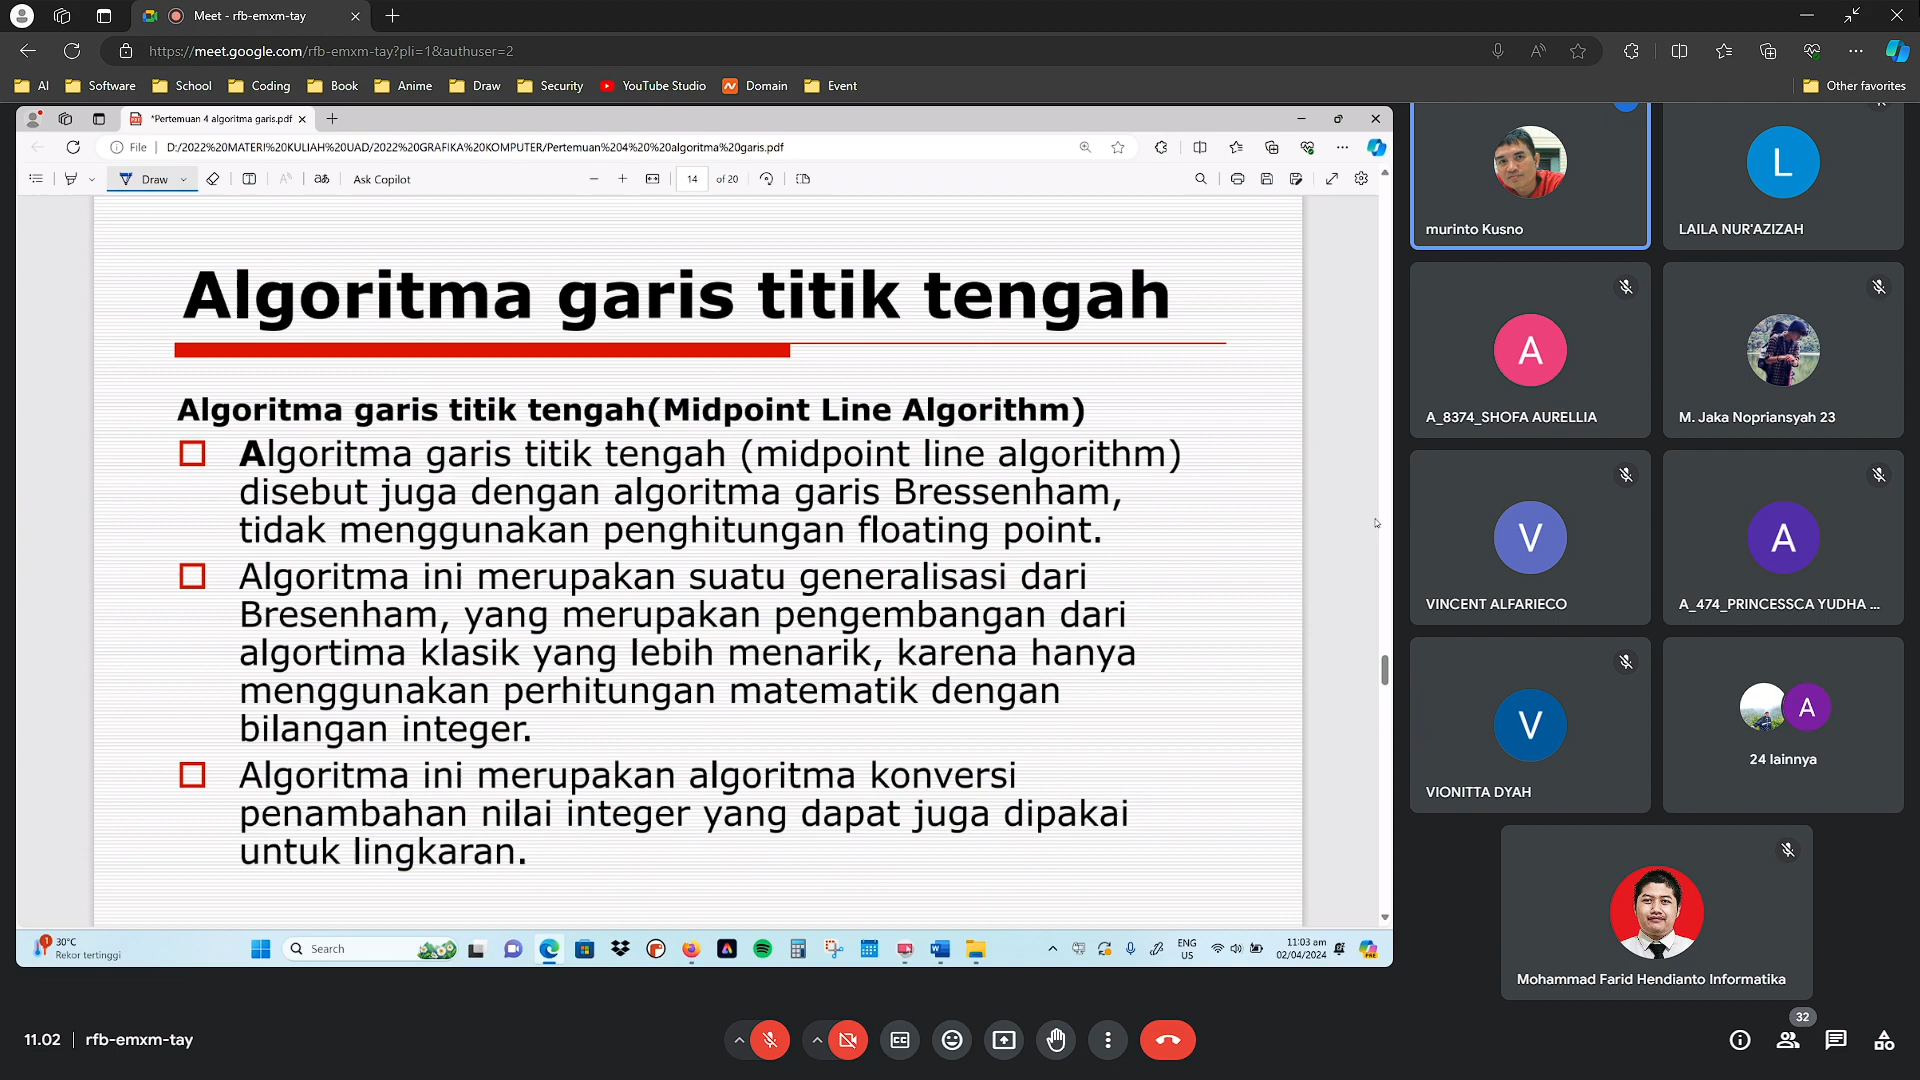 Meet - rfb-emxm-tay
https://meet.google.com/rfb-emxm-tay?pli=1&authuser=2
AI Software School Coding Book Anime Draw Security YouTube Studio Domain Event Other favorites
*Pertemuan 4 algoritma garis.pdf
File D:/2022%20MATERI%20KULIAH%20UAD/2022%20GRAFIKA%20KOMPUTER/Pertemuan%204%20%20algoritma%20garis.pdf
Draw Ask Copilot 14 of 20
Algoritma garis titik tengah
Algoritma garis titik tengah(Midpoint Line Algorithm)
Algoritma garis titik tengah (midpoint line algorithm)
disebut juga dengan algoritma garis Bressenham,
tidak menggunakan penghitungan floating point.
Algoritma ini merupakan suatu generalisasi dari
Bresenham, yang merupakan pengembangan dari
algortima klasik yang lebih menarik, karena hanya
menggunakan perhitungan matematik dengan
bilangan integer.
Algoritma ini merupakan algoritma konversi
penambahan nilai integer yang dapat juga dipakai
untuk lingkaran.
1
30°C
Rekor tertinggi
Search
ENG
US
11:03 am
02/04/2024
murinto Kusno
L
LAILA NUR'AZIZAH
A
A_8374_SHOFA AURELLIA
M. Jaka Nopriansyah 23
V
VINCENT ALFARIECO
A
A_474_PRINCESSCA YUDHA ...
V
VIONITTA DYAH
A
24 lainnya
Mohammad Farid Hendianto Informatika
11.02 rfb-emxm-tay
32